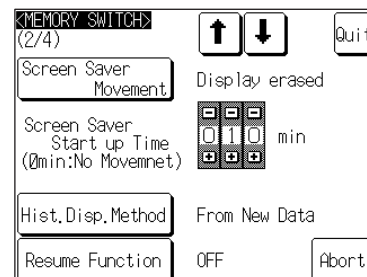 <MEMORY SWITCH>
(2/4)
↑ ↓ Quit
Screen Saver
Movement
Display erased
Screen Saver
Start up Time
(0min:No Movemnet)
010 min
Hist.Disp.Method
From New Data
Resume Function
OFF
Abort